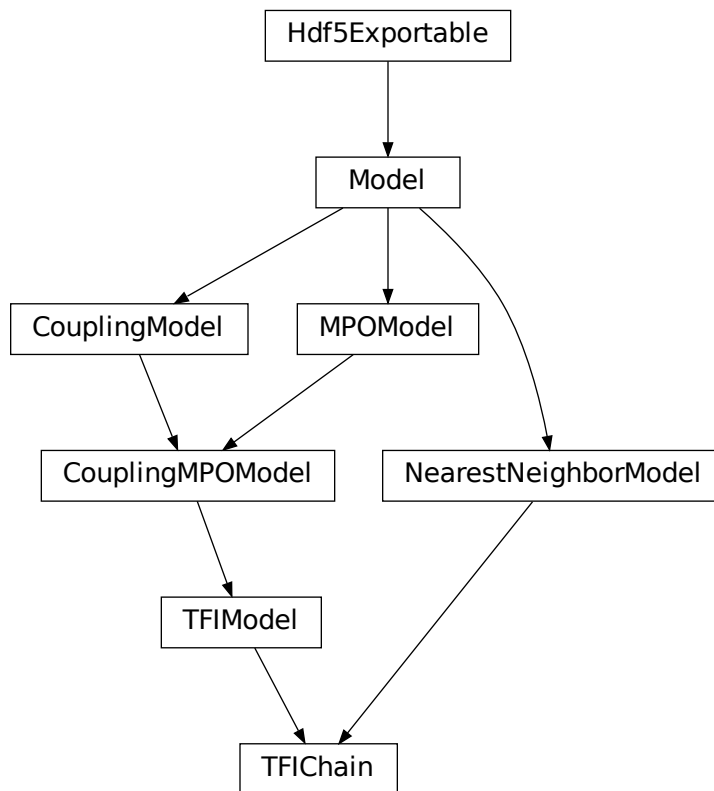 Hdf5Exportable
Model
CouplingModel
MPOModel
CouplingMPOModel
NearestNeighborModel
TFIModel
TFIChain